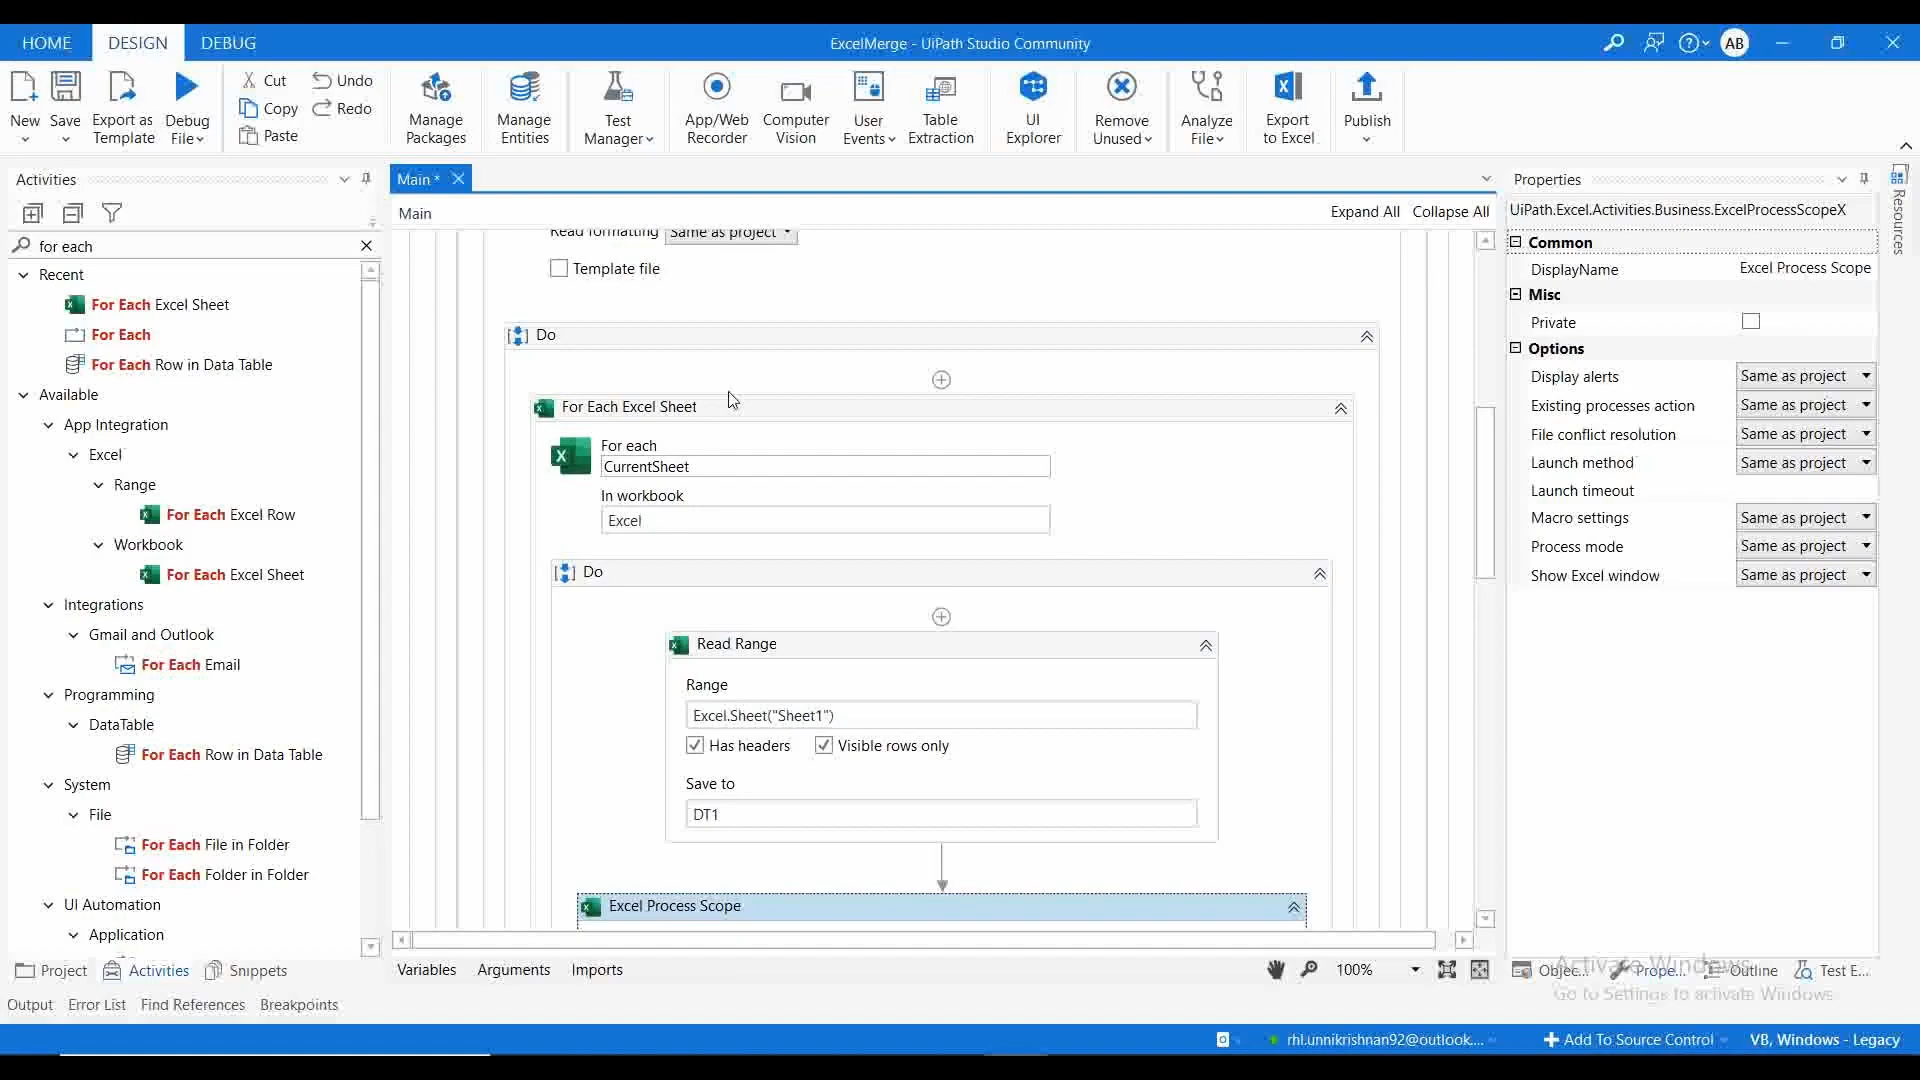 HOME DESIGN DEBUG
ExcelMerge - UiPath Studio Community
AB
New
Save
Export as Template
Debug File
Cut
Copy
Paste
Undo
Redo
Manage Packages
Manage Entities
Test Manager
App/Web Recorder
Computer Vision
User Events
Table Extraction
UI Explorer
Remove Unused
Analyze File
Export to Excel
Publish
Activities
for each
Recent
For Each Excel Sheet
For Each
For Each Row in Data Table
Available
App Integration
Excel
Range
For Each Excel Row
Workbook
For Each Excel Sheet
Integrations
Gmail and Outlook
For Each Email
Programming
DataTable
For Each Row in Data Table
System
File
For Each File in Folder
For Each Folder in Folder
UI Automation
Application
Project Activities Snippets
Main *
Main
Expand All Collapse All
Read formatting Same as project
Template file
Do
For Each Excel Sheet
For each
CurrentSheet
In workbook
Excel
Do
Read Range
Range
Excel.Sheet("Sheet1")
Has headers Visible rows only
Save to
DT1
Excel Process Scope
Variables Arguments Imports
100%
Properties
UiPath.Excel.Activities.Business.ExcelProcessScopeX
Common
DisplayName Excel Process Scope
Misc
Private
Options
Display alerts Same as project
Existing processes action Same as project
File conflict resolution Same as project
Launch method Same as project
Launch timeout
Macro settings Same as project
Process mode Same as project
Show Excel window Same as project
Resources
Activate Windows
Go to Settings to activate Windows.
Objec... Prope... Outline Test E...
Output Error List Find References Breakpoints
rhl.unnikrishnan92@outlook....
Add To Source Control
VB, Windows - Legacy